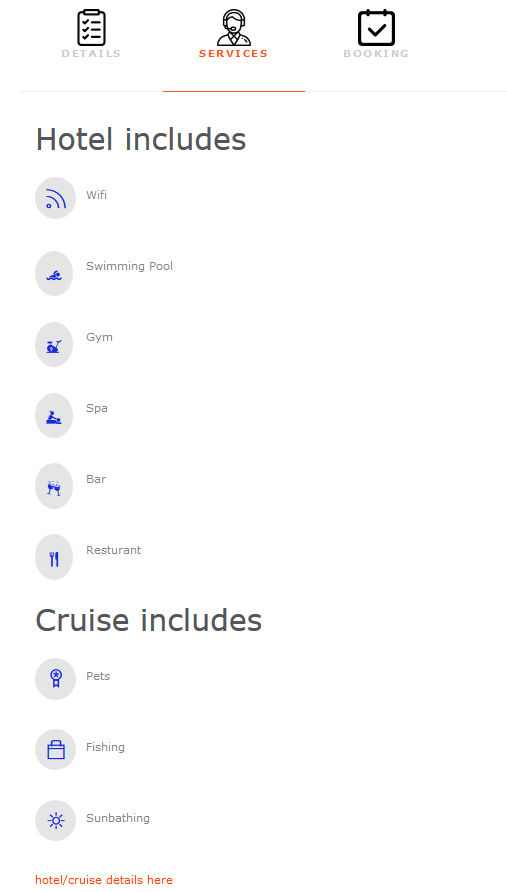 DETAILS SERVICES BOOKING
Hotel includes
Wifi
Swimming Pool
Gym
Spa
Bar
Resturant
Cruise includes
Pets
Fishing
Sunbathing
hotel/cruise details here